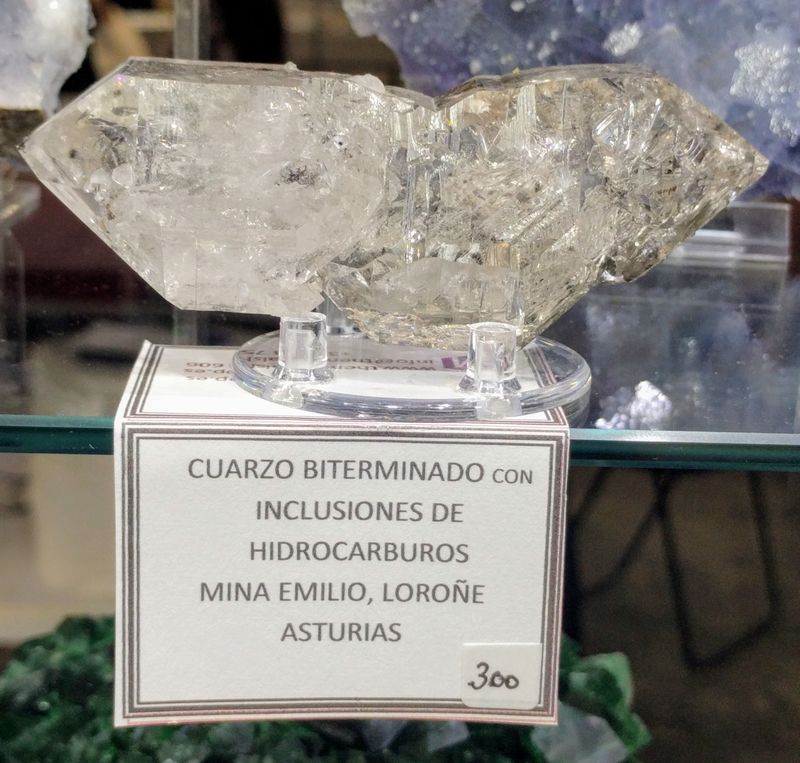 CUARZO BITERMINADO CON
INCLUSIONES DE
HIDROCARBUROS
MINA EMILIO, LOROÑE
ASTURIAS
300